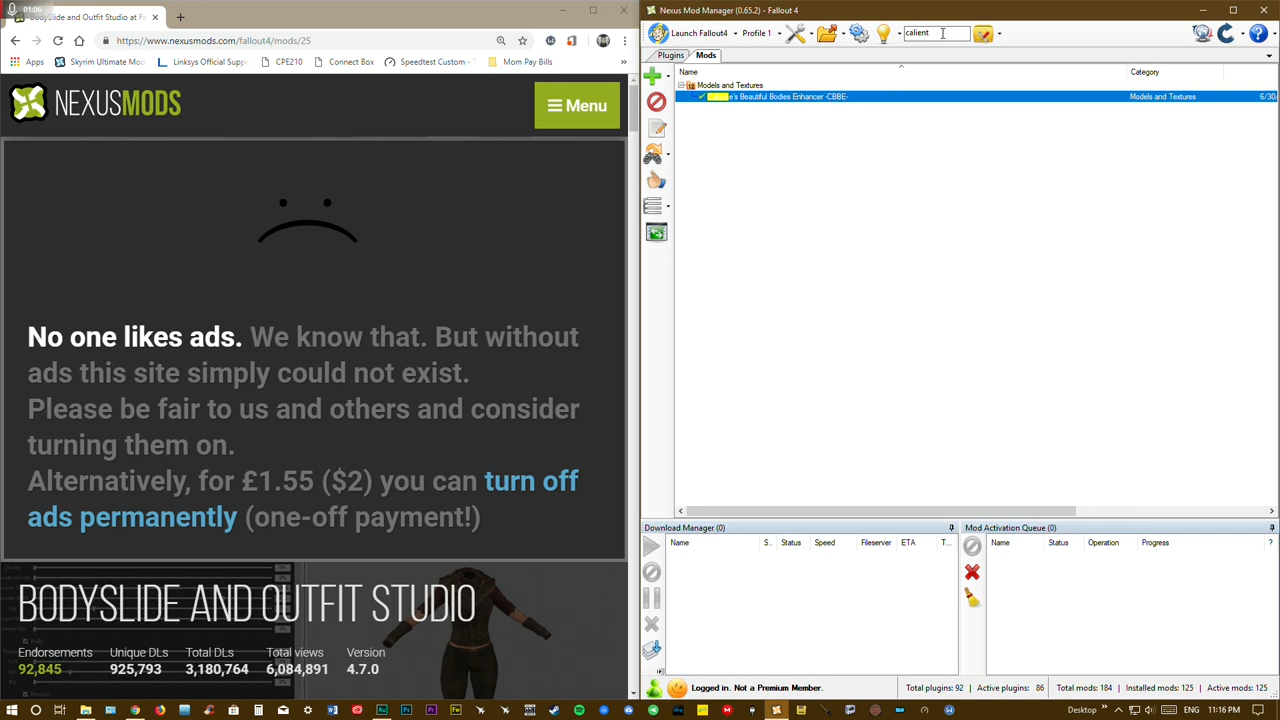 01:06
Bodyslide and Outfit Studio at Fa
https://www.nexusmods.com/fallout4/mods/25
Apps
Skyrim Ultimate Mod
Linksys Official Supp
CPE210
Connect Box
Speedtest Custom -
Mom Pay Bills
NEXUSMODS
Menu
No one likes ads. We know that. But without
ads this site simply could not exist.
Please be fair to us and others and consider
turning them on.
Alternatively, for £1.55 ($2) you can turn off
ads permanently (one-off payment!)
BODYSLIDE AND OUTFIT STUDIO
Endorsements Unique DLs Total DLs Total views Version
92,845 925,793 3,180,764 6,084,891 4.7.0
Nexus Mod Manager (0.65.2) - Fallout 4
Launch Fallout4
Profile 1
calient
Plugins Mods
Name Category
Models and Textures
e's Beautiful Bodies Enhancer -CBBE- Models and Textures 6/30/
Download Manager (0)
Name S.. Status Speed Fileserver ETA T...
Mod Activation Queue (0)
Name Status Operation Progress ?
Logged in. Not a Premium Member.
Total plugins: 92 Active plugins: 86 Total mods: 184 Installed mods: 125 Active mods: 125
Desktop ENG 11:16 PM